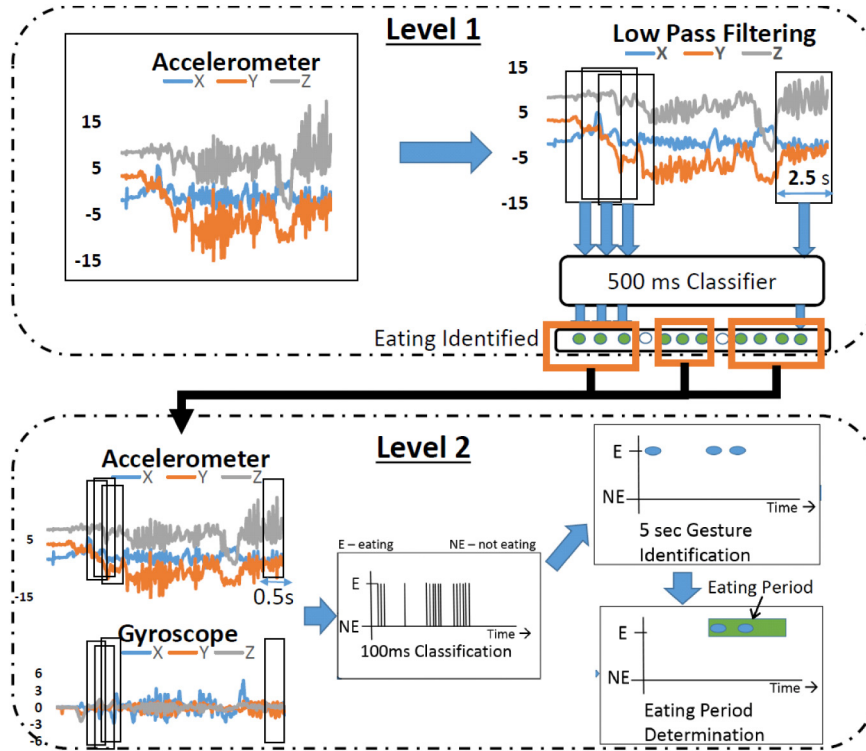 Level 1
Accelerometer
X Y Z
15
5
-5
-15
Low Pass Filtering
X Y Z
15
5
-5
-15
2.5 s
500 ms Classifier
Eating Identified
Level 2
Accelerometer
X Y Z
5
-15
0.5s
Gyroscope
X Y Z
6
3
0
-3
-6
E – eating NE – not eating
E
NE
Time →
100ms Classification
E
NE
Time →
5 sec Gesture
Identification
Eating Period
E
NE
Time →
Eating Period
Determination